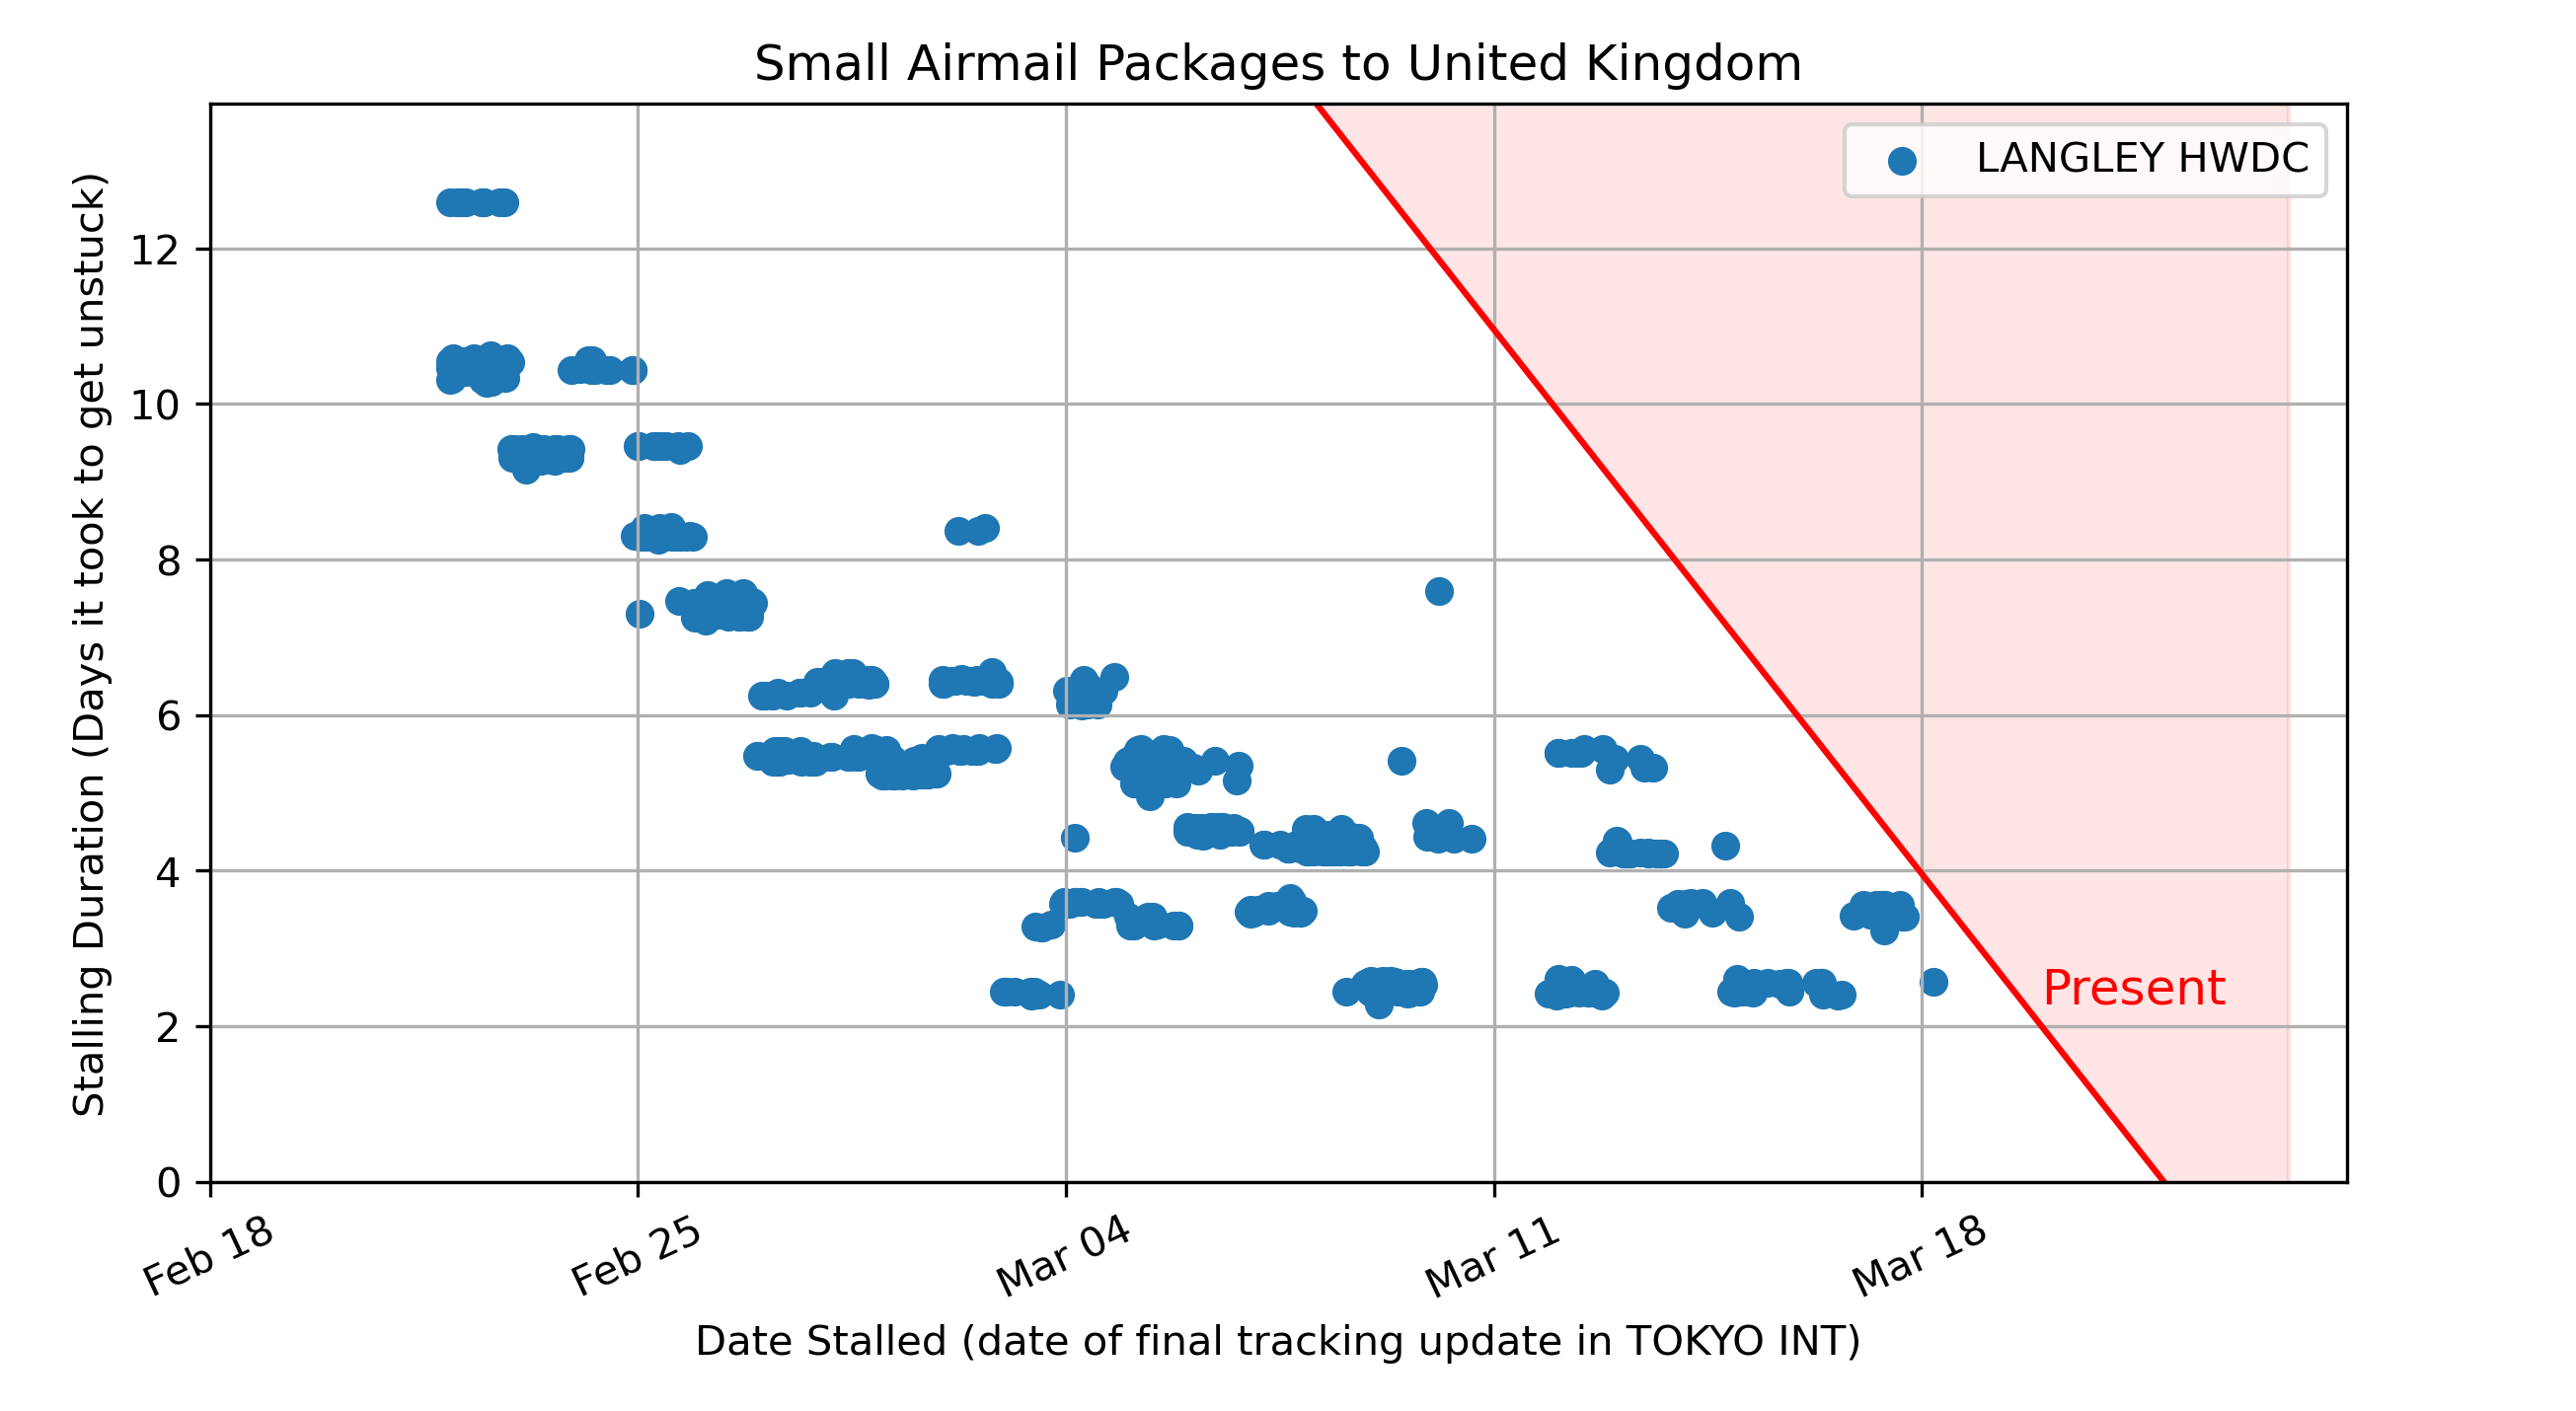 Small Airmail Packages to United Kingdom
LANGLEY HWDC
Stalling Duration (Days it took to get unstuck)
12
10
8
6
4
2
0
Present
Feb 18
Feb 25
Mar 04
Mar 11
Mar 18
Date Stalled (date of final tracking update in TOKYO INT)